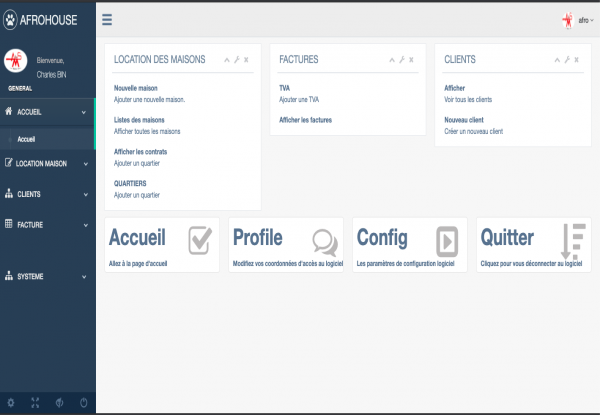 AFROHOUSE
afro
Bienvenue,
Charles BIN
GENERAL
ACCUEIL
Accueil
LOCATION MAISON
CLIENTS
FACTURE
SYSTEME
LOCATION DES MAISONS
Nouvelle maison
Ajouter une nouvelle maison.
Listes des maisons
Afficher toutes les maisons
Afficher les contrats
Ajouter un quartier
QUARTIERS
Ajouter un quartier
FACTURES
TVA
Ajouter une TVA
Afficher les factures
CLIENTS
Afficher
Voir tous les clients
Nouveau client
Créer un nouveau client
Accueil
Allez à la page d'accueil
Profile
Modifiez vos coordonnées d'accès au logiciel
Config
Les paramètres de configuration logiciel
Quitter
Cliquez pour vous déconnecter au logiciel